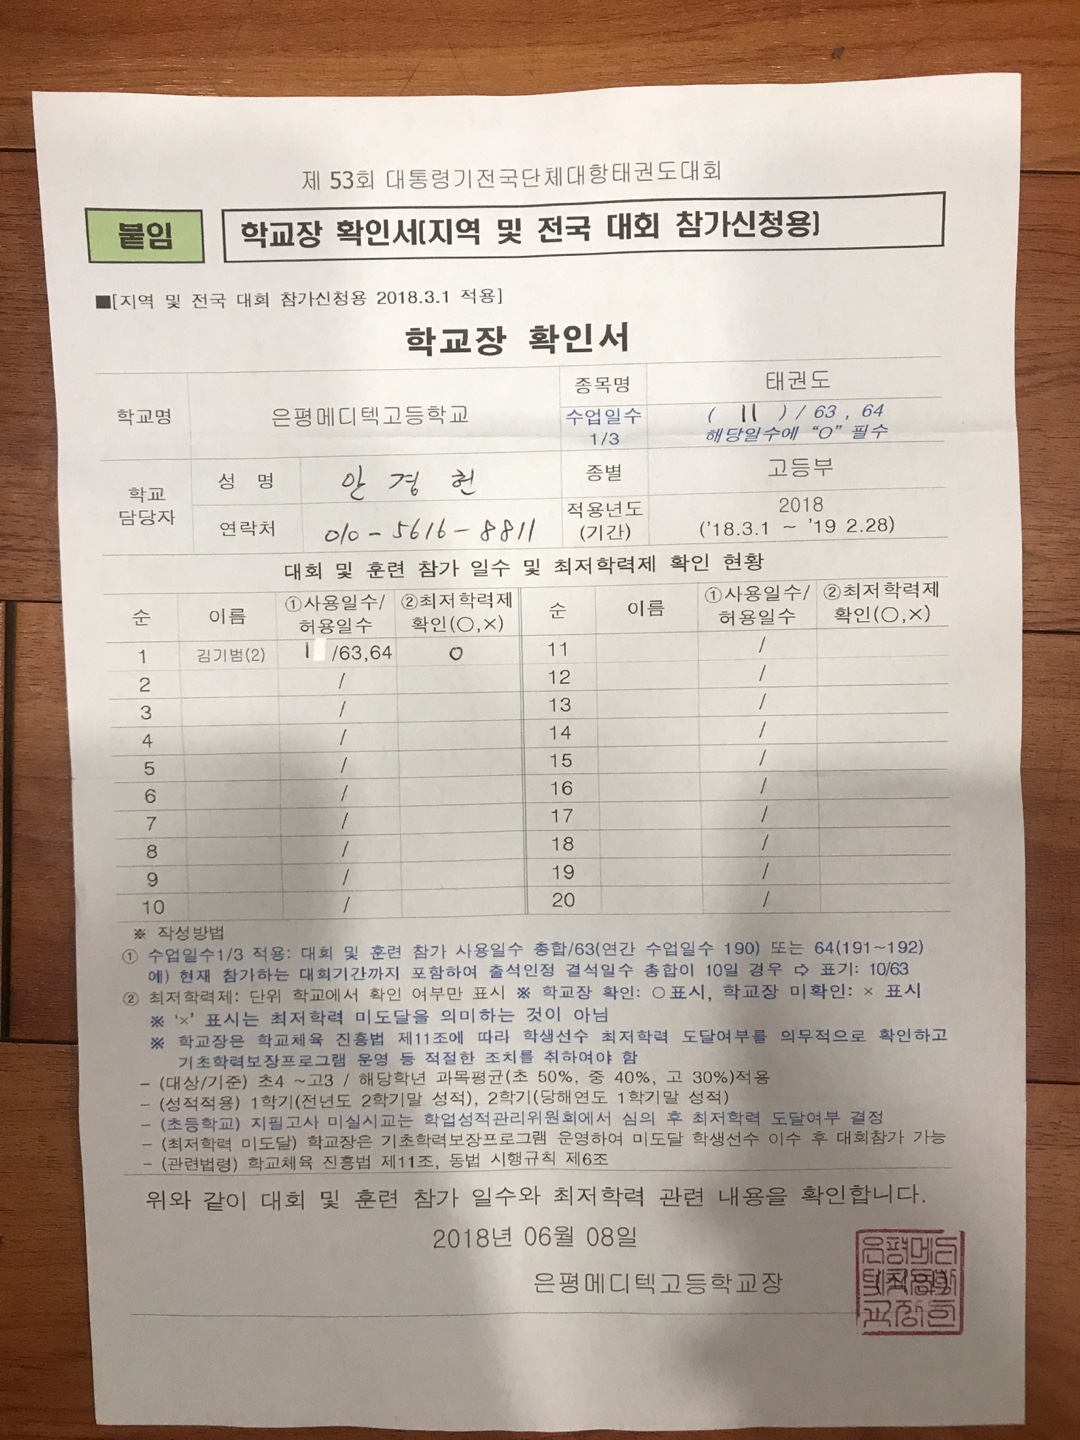 제 53회 대통령기전국단체대항태권도대회
붙임
학교장 확인서(지역 및 전국 대회 참가신청용)
■[지역 및 전국 대회 참가신청용 2018.3.1 적용]
학교장 확인서
학교명 은평메디텍고등학교 종목명 태권도
수업일수 1/3 ( 11 ) / 63 , 64
해당일수에 “O” 필수
학교 담당자 성 명 안경헌 종별 고등부
연락처 010-5616-8811 적용년도 (기간) 2018
('18.3.1 ~ '19 2.28)
대회 및 훈련 참가 일수 및 최저학력제 확인 현황
순 이름 ①사용일수/허용일수 ②최저학력제 확인(○,×) 순 이름 ①사용일수/허용일수 ②최저학력제 확인(○,×)
1 김기범(2) 1 /63,64 O 11 /
2 / 12 /
3 / 13 /
4 / 14 /
5 / 15 /
6 / 16 /
7 / 17 /
8 / 18 /
9 / 19 /
10 / 20 /
※ 작성방법
① 수업일수1/3 적용: 대회 및 훈련 참가 사용일수 총합/63(연간 수업일수 190) 또는 64(191~192)
예) 현재 참가하는 대회기간까지 포함하여 출석인정 결석일수 총합이 10일 경우 ⇨ 표기: 10/63
② 최저학력제: 단위 학교에서 확인 여부만 표시 ※ 학교장 확인: ○표시, 학교장 미확인: × 표시
※ '×' 표시는 최저학력 미도달을 의미하는 것이 아님
※ 학교장은 학교체육 진흥법 제11조에 따라 학생선수 최저학력 도달여부를 의무적으로 확인하고
기초학력보장프로그램 운영 등 적절한 조치를 취하여야 함
- (대상/기준) 초4 ~고3 / 해당학년 과목평균(초 50%, 중 40%, 고 30%)적용
- (성적적용) 1학기(전년도 2학기말 성적), 2학기(당해연도 1학기말 성적)
- (초등학교) 지필고사 미실시교는 학업성적관리위원회에서 심의 후 최저학력 도달여부 결정
- (최저학력 미도달) 학교장은 기초학력보장프로그램 운영하여 미도달 학생선수 이수 후 대회참가 가능
- (관련법령) 학교체육 진흥법 제11조, 동법 시행규칙 제6조
위와 같이 대회 및 훈련 참가 일수와 최저학력 관련 내용을 확인합니다.
2018년 06월 08일
은평메디텍고등학교장 (직인)